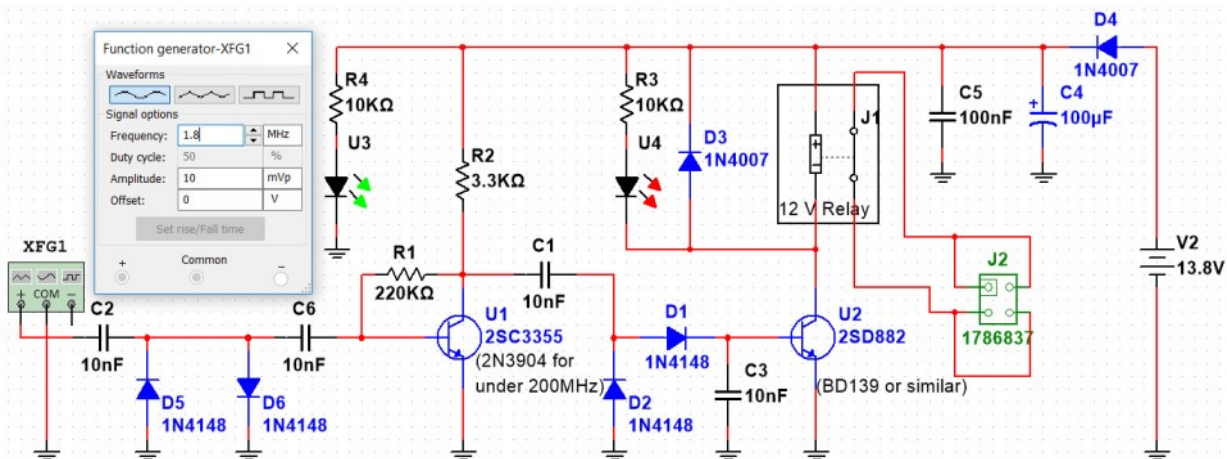 Function generator-XFG1
Waveforms
Signal options
Frequency: 1.8 MHz
Duty cycle: 50 %
Amplitude: 10 mVp
Offset: 0 V
Set rise/Fall time
+ Common −
XFG1
+ COM −
C2
10nF
D5
1N4148
D6
1N4148
C6
10nF
R4
10KΩ
U3
R2
3.3KΩ
R1
220KΩ
C1
10nF
U1
2SC3355
(2N3904 for
under 200MHz)
R3
10KΩ
U4
D3
1N4007
D1
1N4148
D2
1N4148
C3
10nF
U2
2SD882
(BD139 or similar)
J1
+
−
12 V Relay
C5
100nF
+
C4
100µF
D4
1N4007
J2
1786837
V2
13.8V